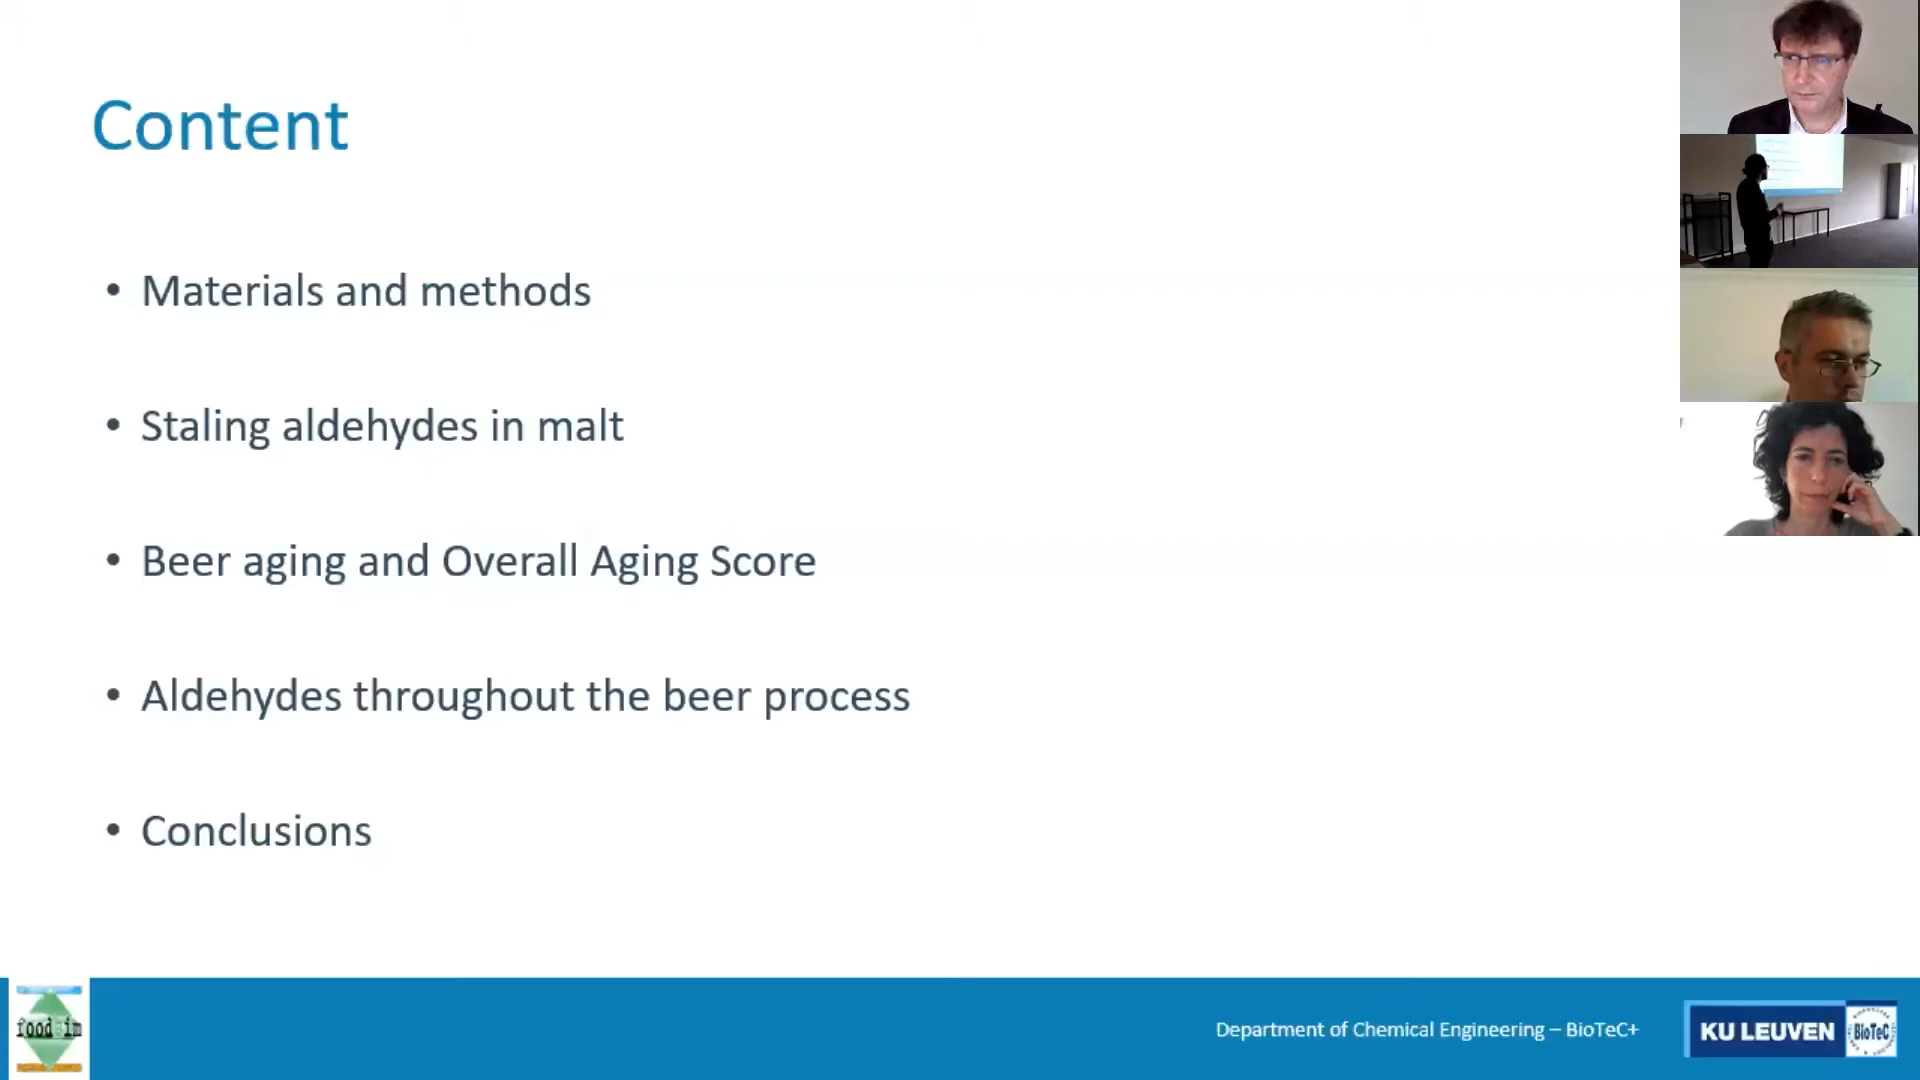 Content
• Materials and methods
• Staling aldehydes in malt
• Beer aging and Overall Aging Score
• Aldehydes throughout the beer process
• Conclusions
Department of Chemical Engineering – BioTeC+
KU LEUVEN
BioTeC